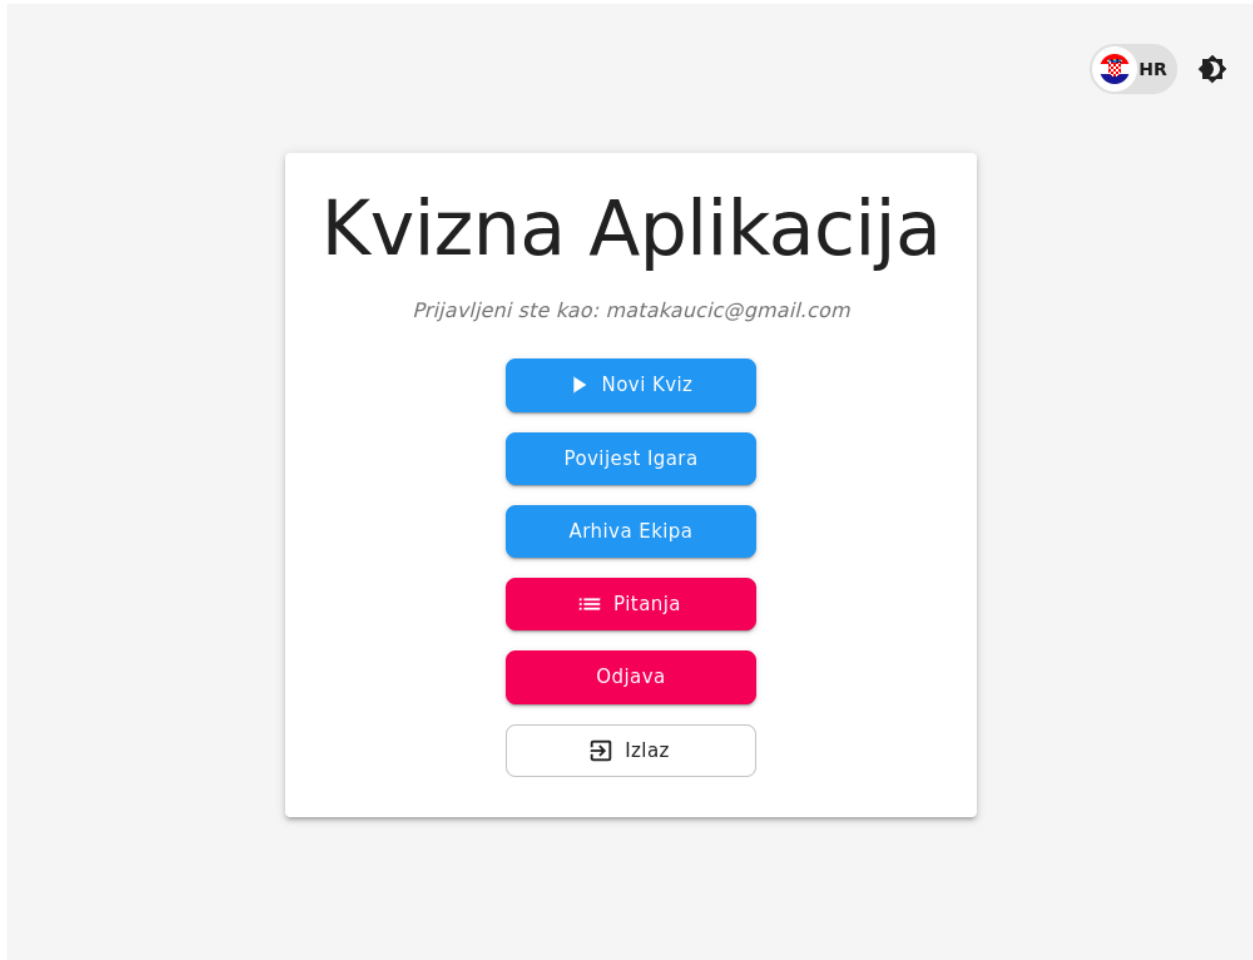 HR
Kvizna Aplikacija
Prijavljeni ste kao: matakaucic@gmail.com
Novi Kviz
Povijest Igara
Arhiva Ekipa
Pitanja
Odjava
Izlaz